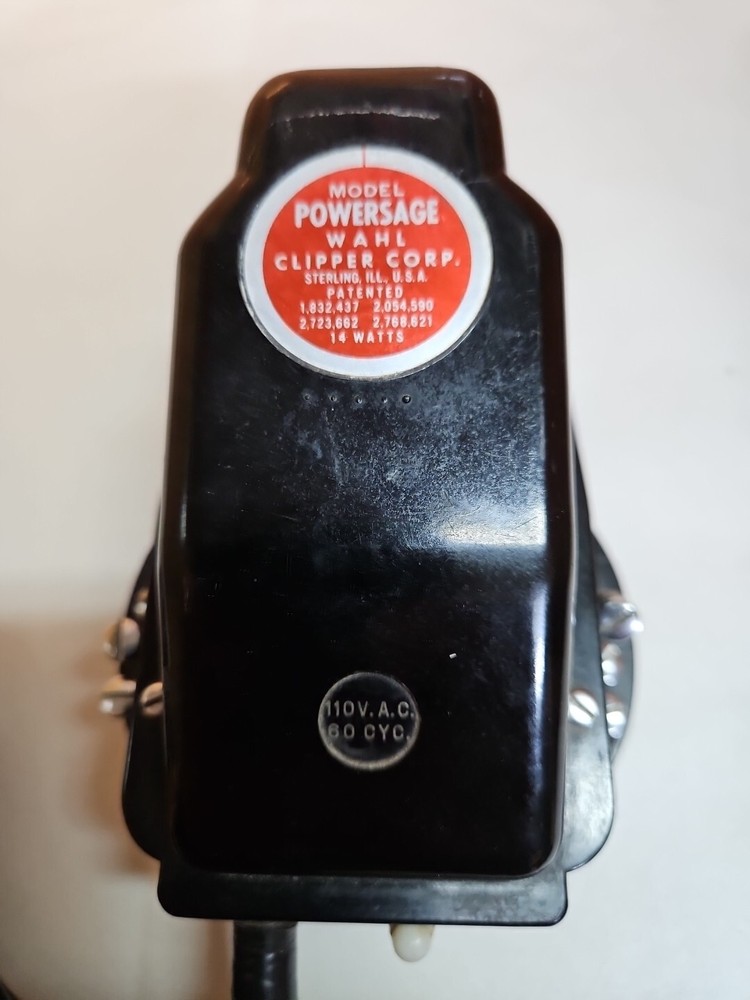 MODEL
POWERSAGE
WAHL
CLIPPER CORP.
STERLING, ILL., U.S.A.
PATENTED
1,832,437 2,054,590
2,723,662 2,768,621
14 WATTS
110V. A.C.
60 CYC.